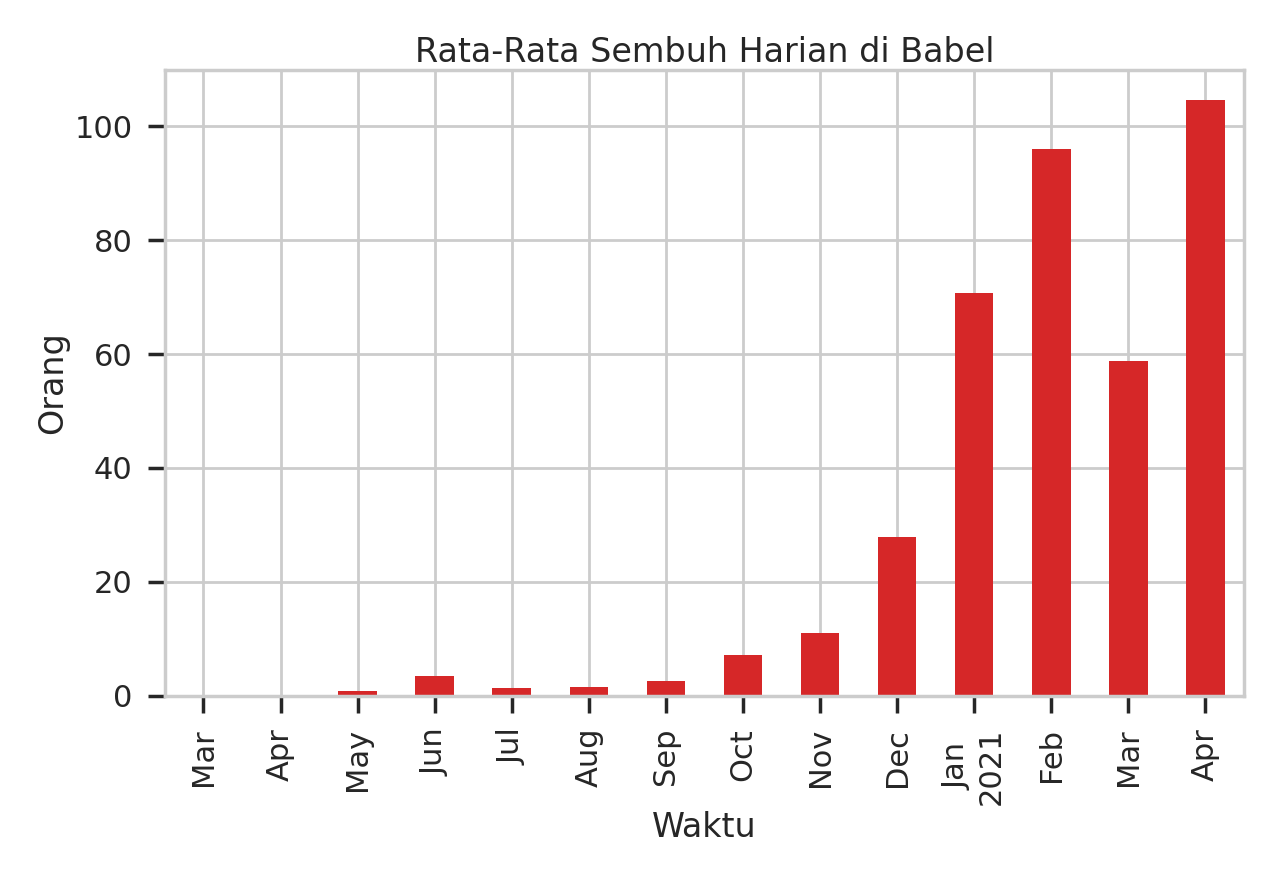 Rata-Rata Sembuh Harian di Babel
100
80
60
40
20
0
Orang
Mar
Apr
May
Jun
Jul
Aug
Sep
Oct
Nov
Dec
Jan
2021
Feb
Mar
Apr
Waktu